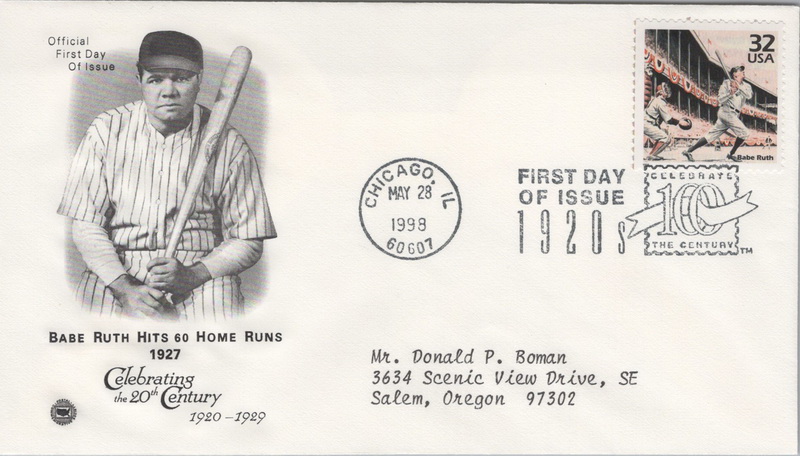 Official
First Day
Of Issue
32
USA
Babe Ruth
CHICAGO, IL
MAY 28
1998
60607
FIRST DAY
OF ISSUE
1920s
CELEBRATE
100
THE CENTURY
TM
BABE RUTH HITS 60 HOME RUNS
1927
Celebrating
the 20th Century
1920-1929
Mr. Donald P. Boman
3634 Scenic View Drive, SE
Salem, Oregon 97302